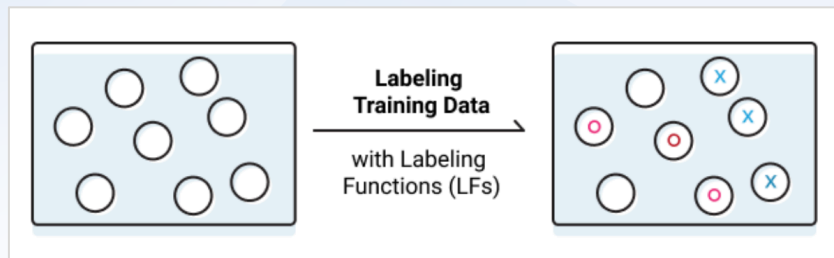 Labeling
Training Data
with Labeling
Functions (LFs)
X
X
O
O
X
O